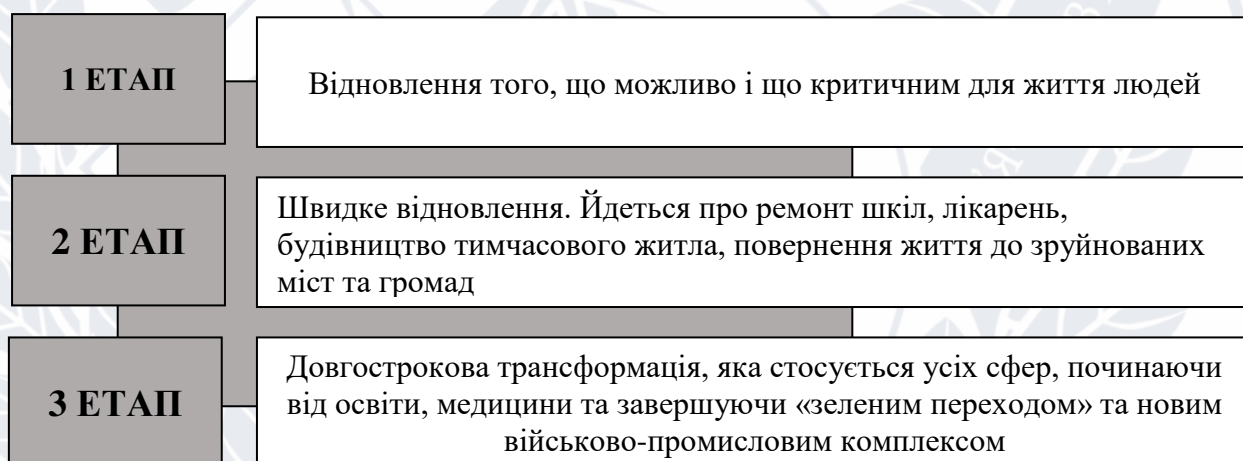 1 ЕТАП
Відновлення того, що можливо і що критичним для життя людей
2 ЕТАП
Швидке відновлення. Йдеться про ремонт шкіл, лікарень,
будівництво тимчасового житла, повернення життя до зруйнованих
міст та громад
3 ЕТАП
Довгострокова трансформація, яка стосується усіх сфер, починаючи
від освіти, медицини та завершуючи «зеленим переходом» та новим
військово-промисловим комплексом